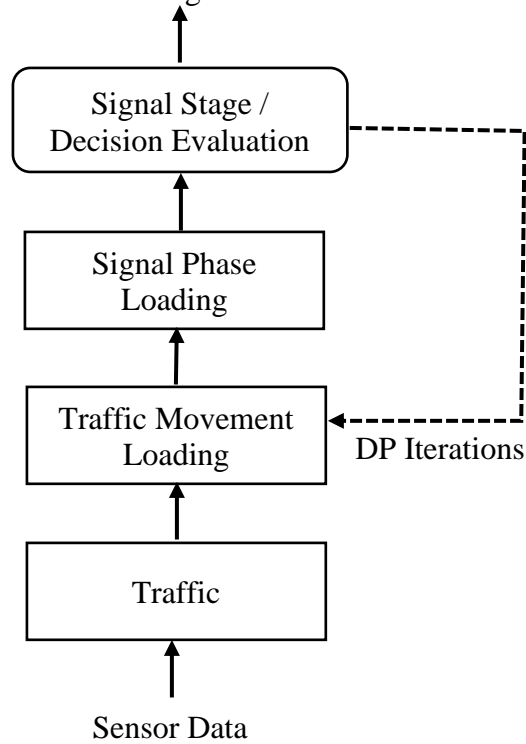 Signal Stage /
Decision Evaluation
Signal Phase
Loading
Traffic Movement
Loading
DP Iterations
Traffic
Sensor Data